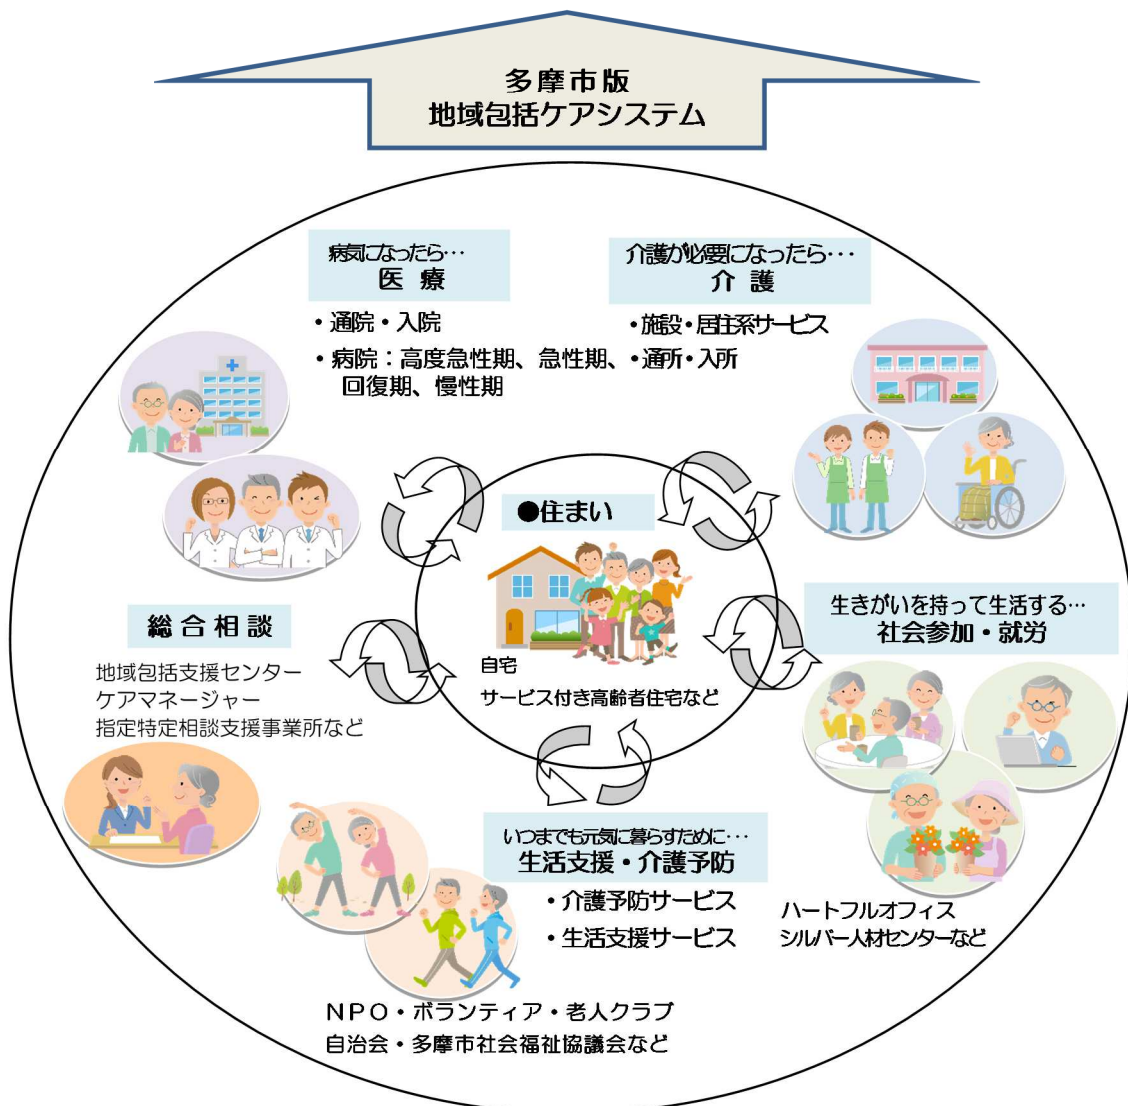 多摩市版
地域包括ケアシステム
病気になったら…
医療
・通院・入院
・病院：高度急性期、急性期、
回復期、慢性期
介護が必要になったら…
介護
・施設・居住系サービス
・通所・入所
●住まい
自宅
サービス付き高齢者住宅など
総合相談
地域包括支援センター
ケアマネージャー
指定特定相談支援事業所など
生きがいを持って生活する…
社会参加・就労
ハートフルオフィス
シルバー人材センターなど
いつまでも元気に暮らすために…
生活支援・介護予防
・介護予防サービス
・生活支援サービス
ＮＰＯ・ボランティア・老人クラブ
自治会・多摩市社会福祉協議会など